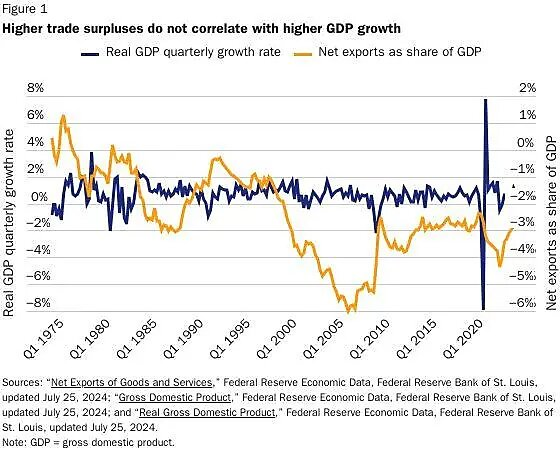 Figure 1
Higher trade surpluses do not correlate with higher GDP growth
Real GDP quarterly growth rate Net exports as share of GDP
8% 2%
6% 1%
4% 0%
2% −1%
0% −2%
−2% −3%
−4% −4%
−6% −5%
−8% −6%
Real GDP quarterly growth rate
Net exports as share of GDP
Q1 1975 Q1 1980 Q1 1985 Q1 1990 Q1 1995 Q1 2000 Q1 2005 Q1 2010 Q1 2015 Q1 2020
Sources: “Net Exports of Goods and Services,” Federal Reserve Economic Data, Federal Reserve Bank of St. Louis,
updated July 25, 2024; “Gross Domestic Product,” Federal Reserve Economic Data, Federal Reserve Bank of St. Louis,
updated July 25, 2024; and “Real Gross Domestic Product,” Federal Reserve Economic Data, Federal Reserve Bank of
St. Louis, updated July 25, 2024.
Note: GDP = gross domestic product.